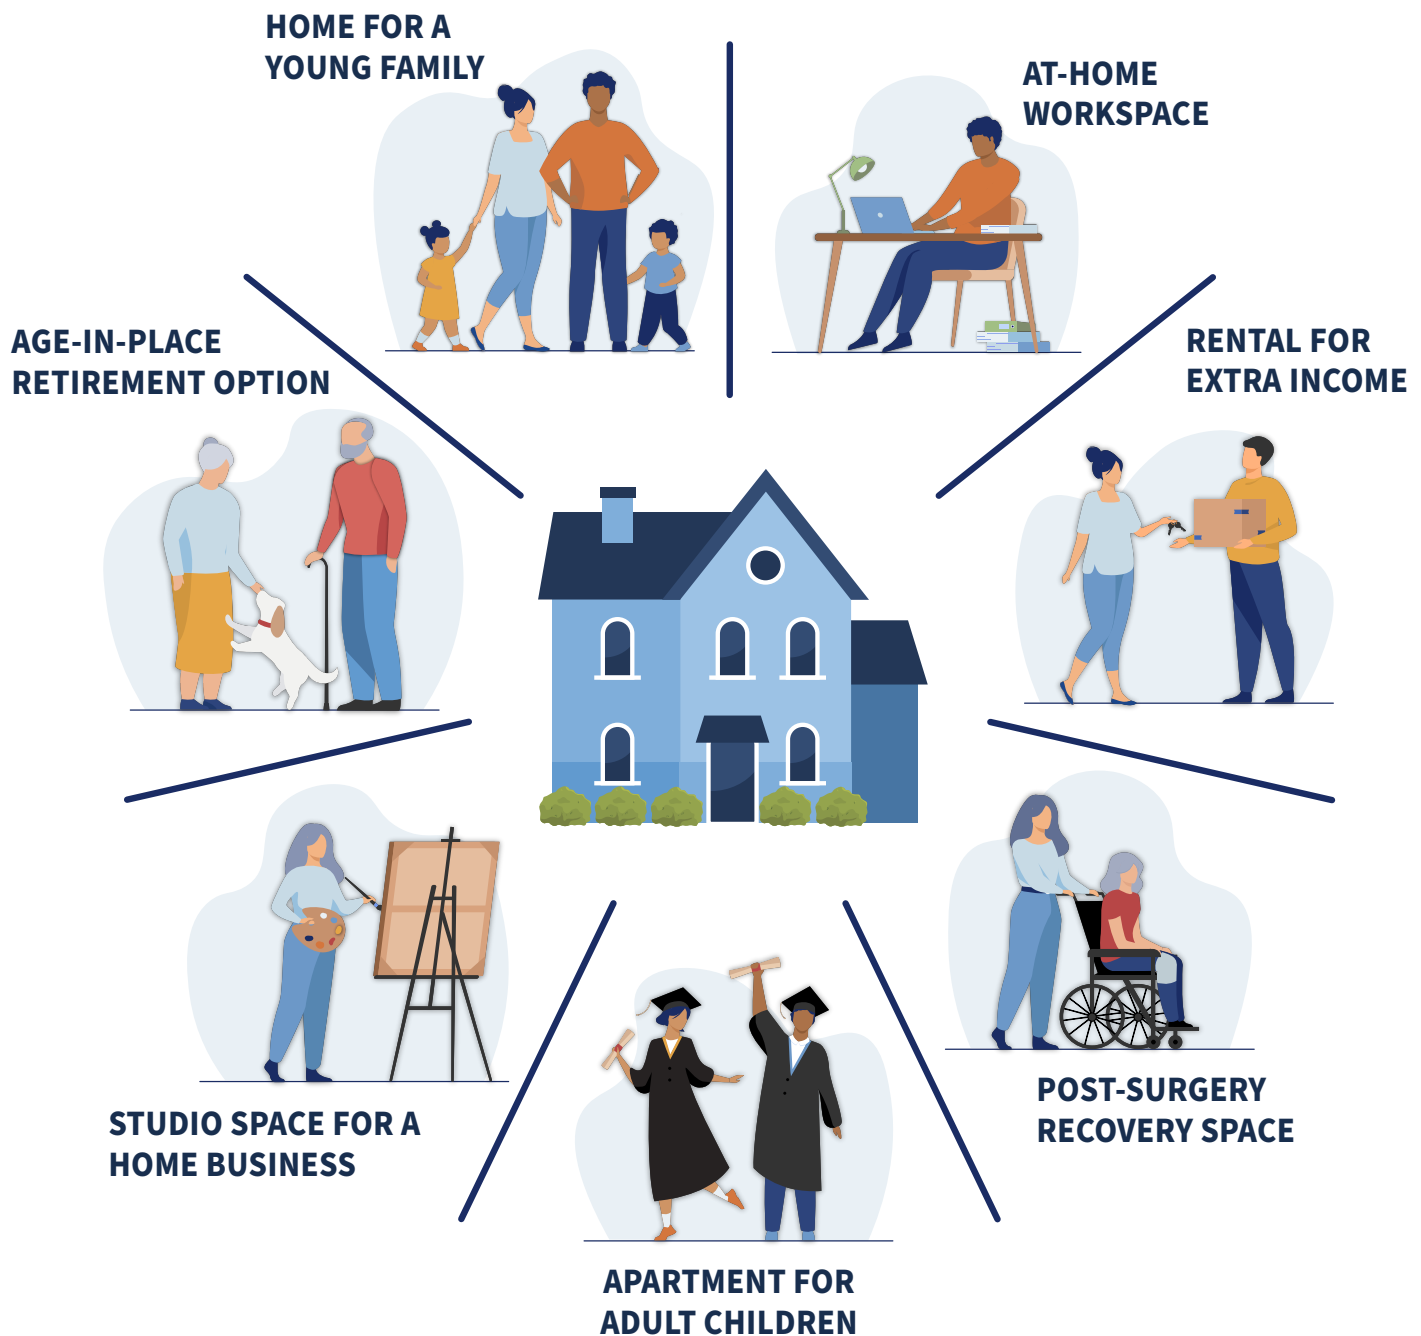 HOME FOR A
YOUNG FAMILY
AT-HOME
WORKSPACE
AGE-IN-PLACE
RETIREMENT OPTION
RENTAL FOR
EXTRA INCOME
STUDIO SPACE FOR A
HOME BUSINESS
POST-SURGERY
RECOVERY SPACE
APARTMENT FOR
ADULT CHILDREN